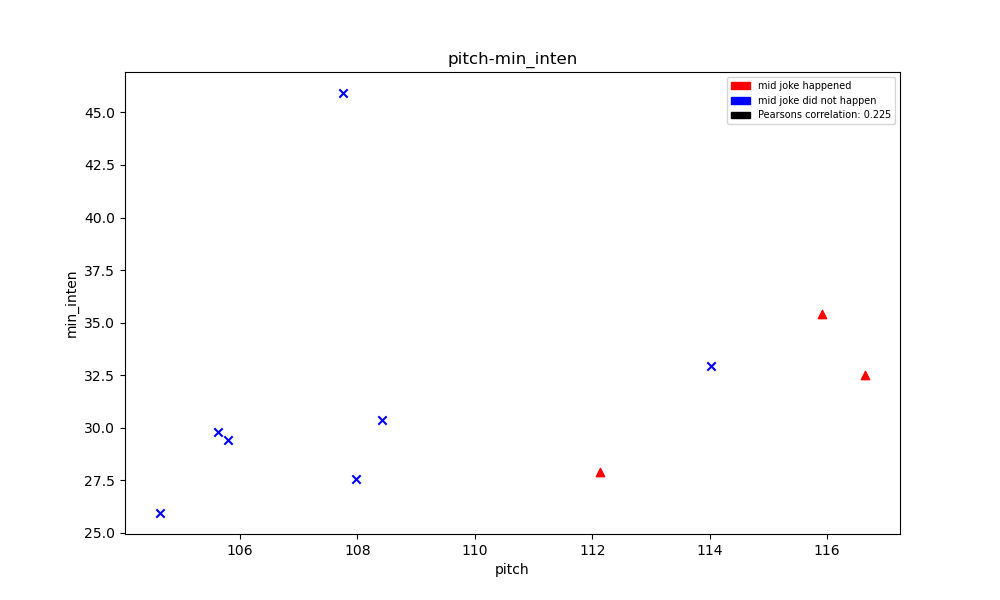 pitch-min_inten
mid joke happened
mid joke did not happen
Pearsons correlation: 0.225
45.0
42.5
40.0
37.5
35.0
32.5
30.0
27.5
25.0
min_inten
106 108 110 112 114 116
pitch